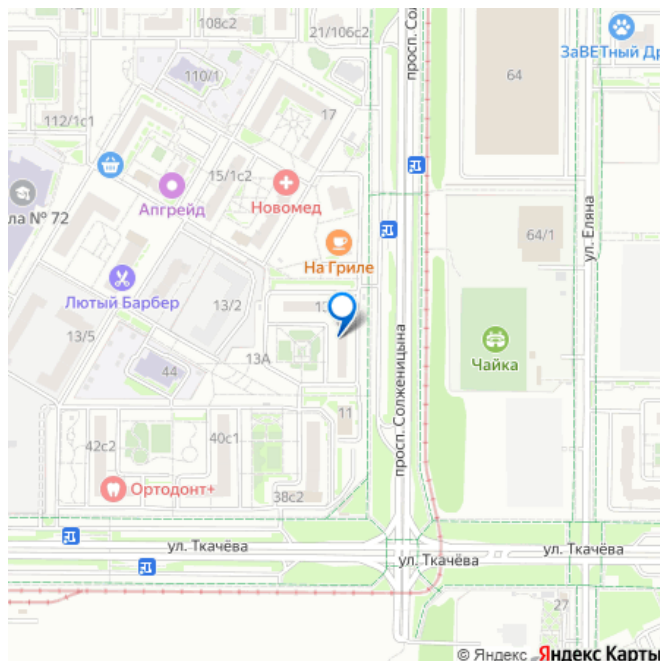 108с2
21/106с2
просп. Солженицына
ЗаВЕТный Др
110/1
64
112/1с1
17
15/1с2
ла № 72
Апгрейд
Новомед
64/1
ул. Еляна
На Гриле
Лютый Барбер
13/2
13
13/5
Чайка
просп. Солженицына
13А
44
11
42с2
40с1
Ортодонт+
38с2
ул. Ткачёва
ул. Ткачёва
ул. Ткачёва
27
© Яндекс Яндекс Карты